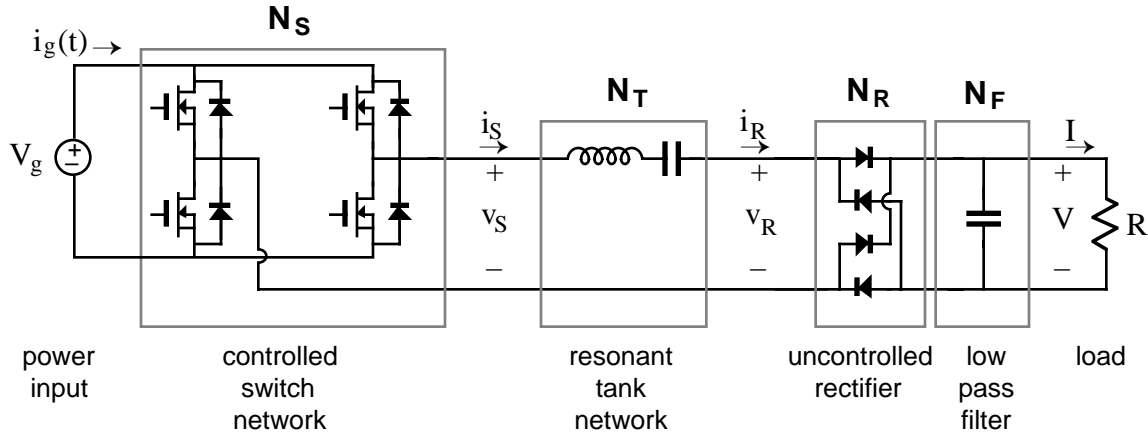 N_S
i_g(t)
N_T
N_R
N_F
i_S
i_R
I
V_g
+
−
+
v_S
−
+
v_R
−
+
V
−
R
power
input
controlled
switch
network
resonant
tank
network
uncontrolled
rectifier
low
pass
filter
load